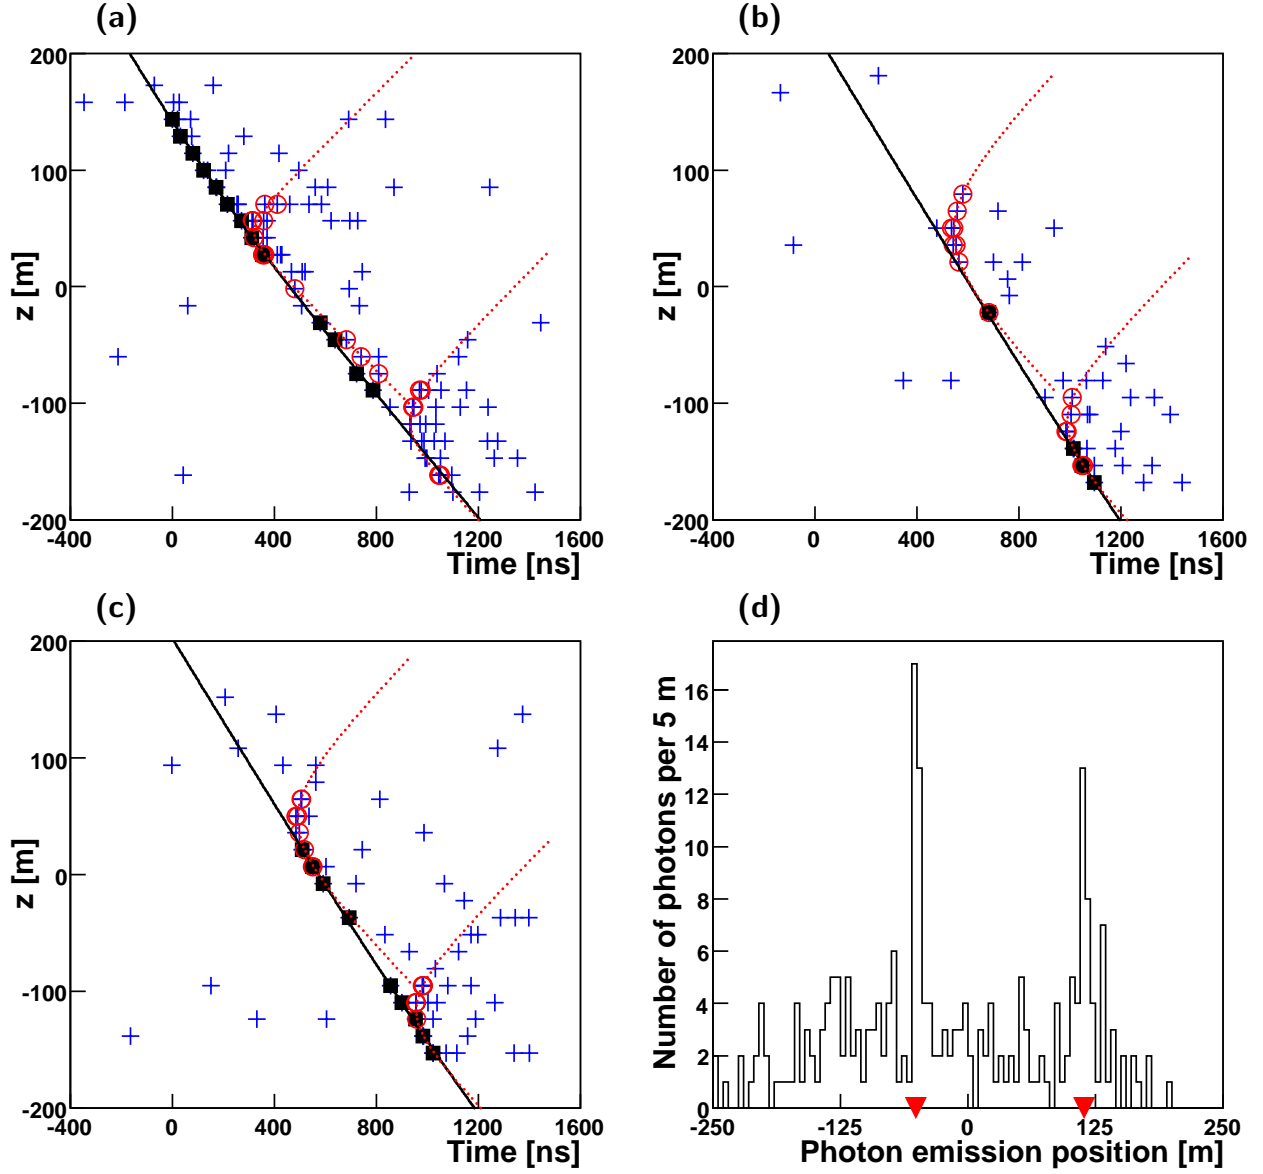 (a)
(b)
200
100
0
-100
-200
z [m]
-400 0 400 800 1200 1600
Time [ns]
200
100
0
-100
-200
z [m]
-400 0 400 800 1200 1600
Time [ns]
(c)
(d)
200
100
0
-100
-200
z [m]
-400 0 400 800 1200 1600
Time [ns]
16
14
12
10
8
6
4
2
0
Number of photons per 5 m
-250 -125 0 125 250
Photon emission position [m]